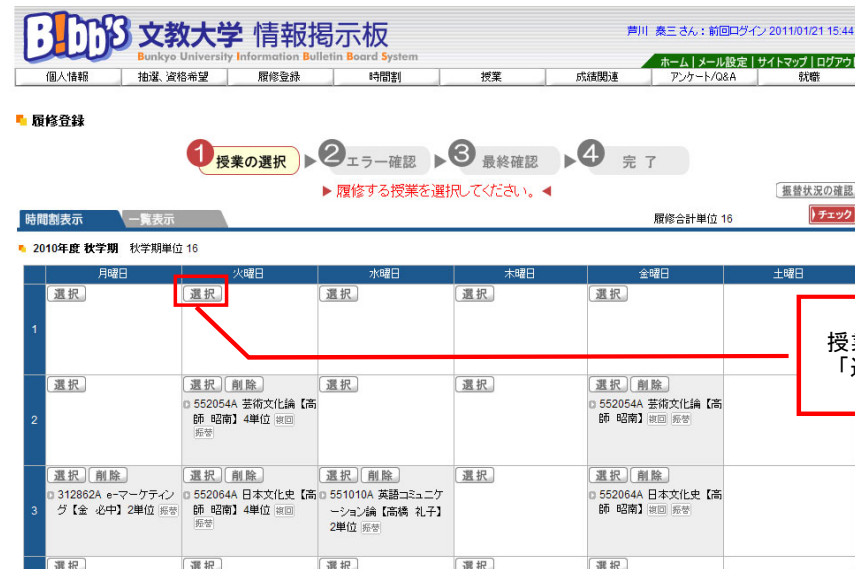 B!bb's 文教大学 情報掲示板
Bunkyo University Information Bulletin Board System
芦川 奏三 さん：前回ログイン 2011/01/21 15:44
ホーム | メール設定 | サイトマップ | ログアウ
個人情報 抽選、資格希望 履修登録 時間割 授業 成績関連 アンケート/Q&A 就職
履修登録
1 授業の選択 ▶ 2 エラー確認 ▶ 3 最終確認 ▶ 4 完了
▶ 履修する授業を選択してください。 ◀
振替状況の確認
時間割表示 一覧表示 履修合計単位 16 チェック
2010年度 秋学期 秋学期単位 16
月曜日 火曜日 水曜日 木曜日 金曜日 土曜日
選択 選択 選択 選択 選択
1
授業
「選
選択 選択 削除 選択 選択 選択 削除
2
552054A 芸術文化論【高
師 昭南】4単位 複回
振替
552054A 芸術文化論【高
師 昭南】 複回 振替
選択 削除 選択 削除 選択 削除 選択 選択 削除
3
312862A e-マーケティン
グ【金 必中】2単位 振替
552064A 日本文化史【高
師 昭南】4単位 複回
振替
551010A 英語コミュニケ
ーション論【高橋 礼子】
2単位 振替
552064A 日本文化史【高
師 昭南】 複回 振替
選択 選択 選択 選択 選択